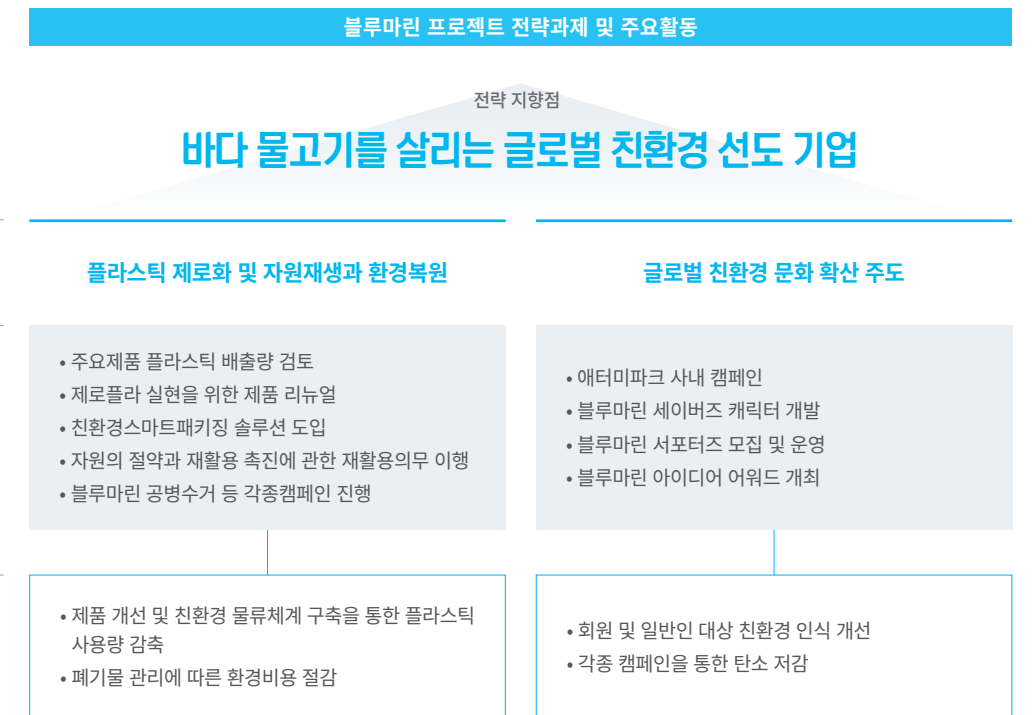 블루마린 프로젝트 전략과제 및 주요활동
전략 지향점
바다 물고기를 살리는 글로벌 친환경 선도 기업
플라스틱 제로화 및 자원재생과 환경복원
• 주요제품 플라스틱 배출량 검토
• 제로플라 실현을 위한 제품 리뉴얼
• 친환경스마트패키징 솔루션 도입
• 자원의 절약과 재활용 촉진에 관한 재활용의무 이행
• 블루마린 공병수거 등 각종캠페인 진행
• 제품 개선 및 친환경 물류체계 구축을 통한 플라스틱
사용량 감축
• 폐기물 관리에 따른 환경비용 절감
글로벌 친환경 문화 확산 주도
• 애터미파크 사내 캠페인
• 블루마린 세이버즈 캐릭터 개발
• 블루마린 서포터즈 모집 및 운영
• 블루마린 아이디어 어워드 개최
• 회원 및 일반인 대상 친환경 인식 개선
• 각종 캠페인을 통한 탄소 저감